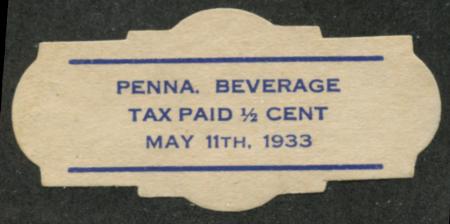 PENNA. BEVERAGE
TAX PAID ½ CENT
MAY 11TH, 1933